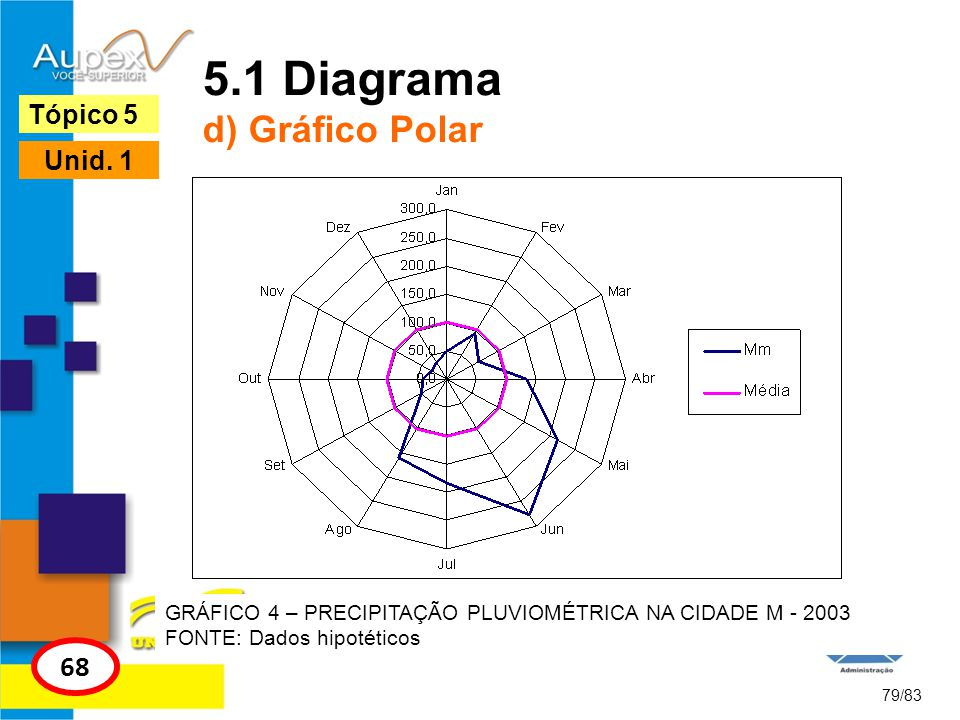 Aupex
VOCÊ SUPERIOR
5.1 Diagrama
d) Gráfico Polar
Tópico 5
Unid. 1
Jan
Fev
Mar
Abr
Mai
Jun
Jul
Ago
Set
Out
Nov
Dez
300,0
250,0
200,0
150,0
100,0
50,0
0,0
Mm
Média
GRÁFICO 4 – PRECIPITAÇÃO PLUVIOMÉTRICA NA CIDADE M - 2003
FONTE: Dados hipotéticos
68
Administração
79/83